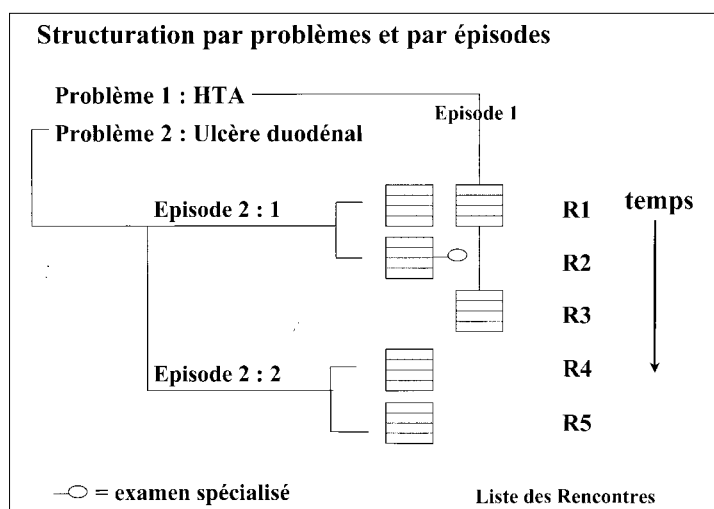 Structuration par problèmes et par épisodes
Problème 1 : HTA
Episode 1
Problème 2 : Ulcère duodénal
Episode 2 : 1
R1
temps
R2
R3
Episode 2 : 2
R4
R5
= examen spécialisé
Liste des Rencontres